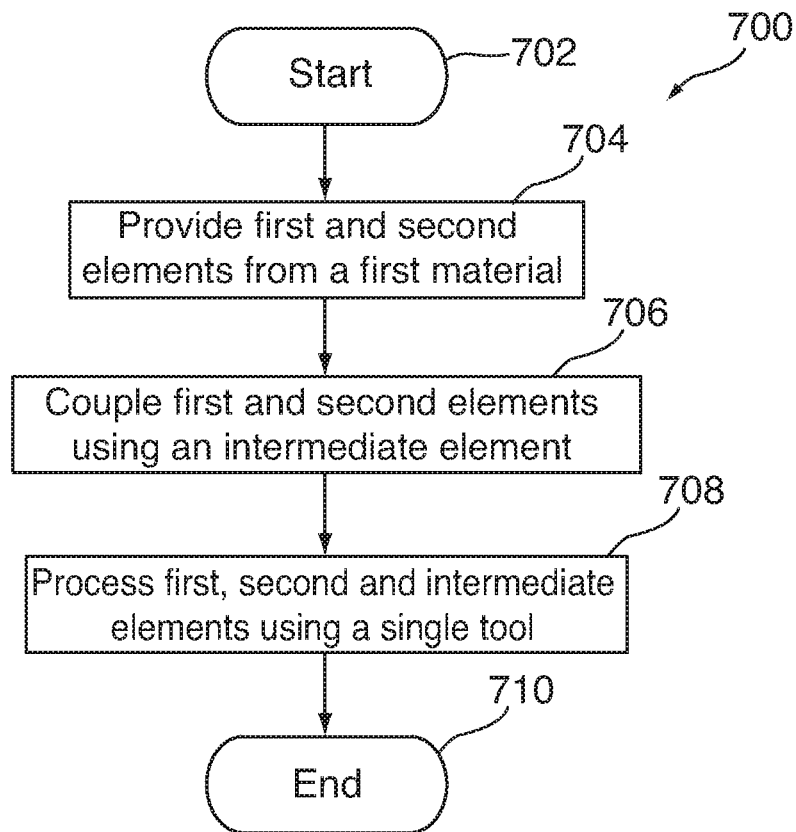 700
Start
702
704
Provide first and second
elements from a first material
706
Couple first and second elements
using an intermediate element
708
Process first, second and intermediate
elements using a single tool
710
End